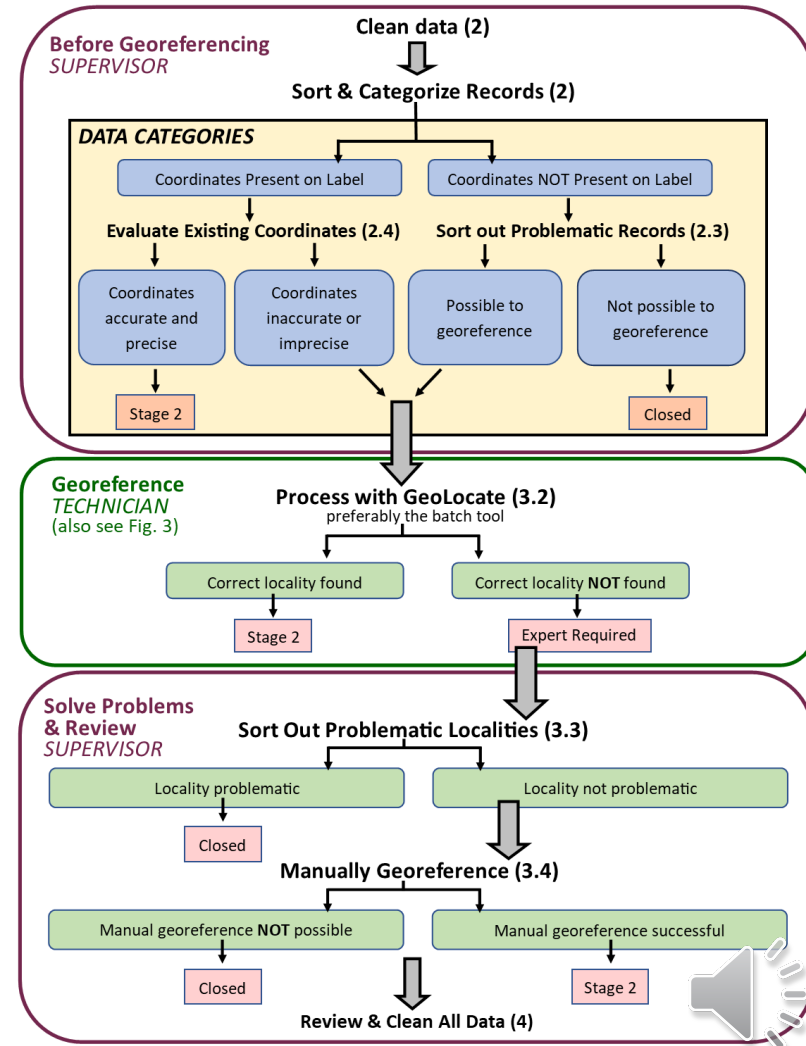 Clean data (2)
Before Georeferencing
SUPERVISOR
Sort & Categorize Records (2)
DATA CATEGORIES
Coordinates Present on Label
Coordinates NOT Present on Label
Evaluate Existing Coordinates (2.4)
Sort out Problematic Records (2.3)
Coordinates
accurate and
precise
Coordinates
inaccurate or
imprecise
Possible to
georeference
Not possible to
georeference
Stage 2
Closed
Georeference
TECHNICIAN
(also see Fig. 3)
Process with GeoLocate (3.2)
preferably the batch tool
Correct locality found
Correct locality NOT found
Stage 2
Expert Required
Solve Problems
& Review
SUPERVISOR
Sort Out Problematic Localities (3.3)
Locality problematic
Locality not problematic
Closed
Manually Georeference (3.4)
Manual georeference NOT possible
Manual georeference successful
Closed
Stage 2
Review & Clean All Data (4)